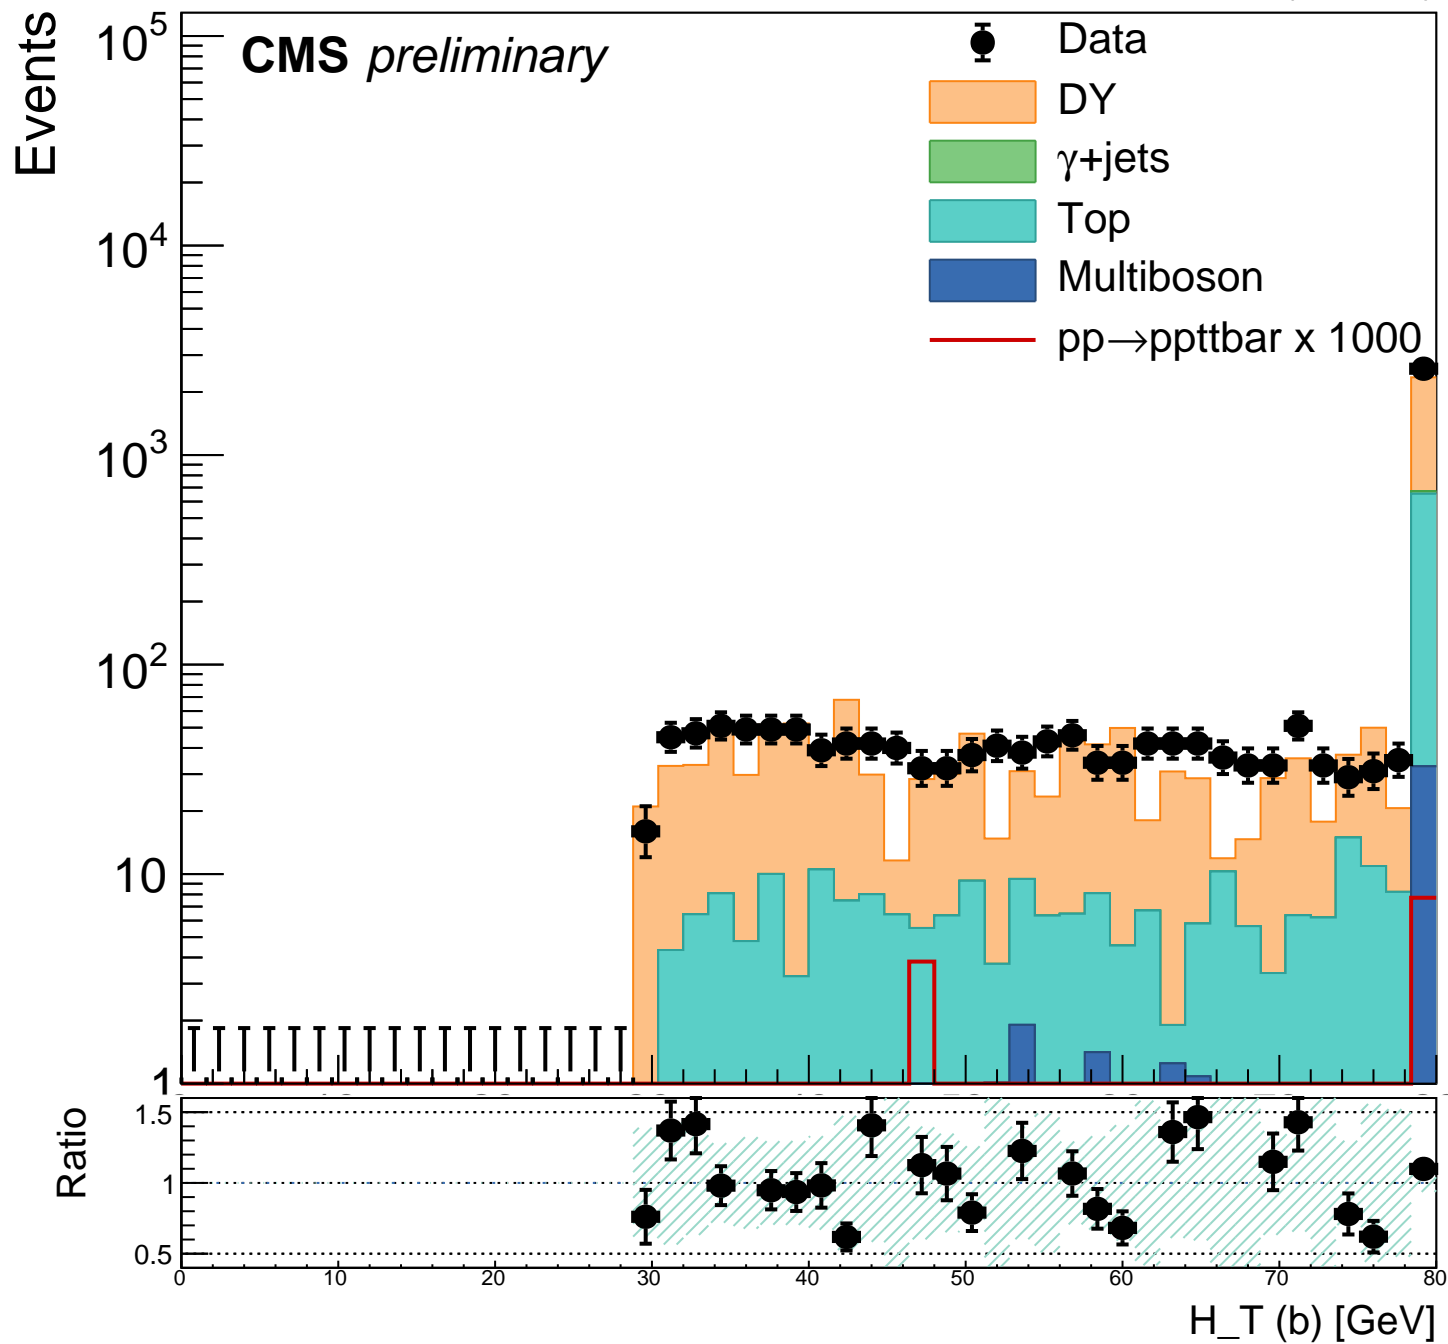 Events
CMS preliminary
Data
DY
γ+jets
Top
Multiboson
pp→ppttbar x 1000
10^5
10^4
10^3
10^2
10
1
Ratio
1.5
1
0.5
0 10 20 30 40 50 60 70 80
H_T (b) [GeV]